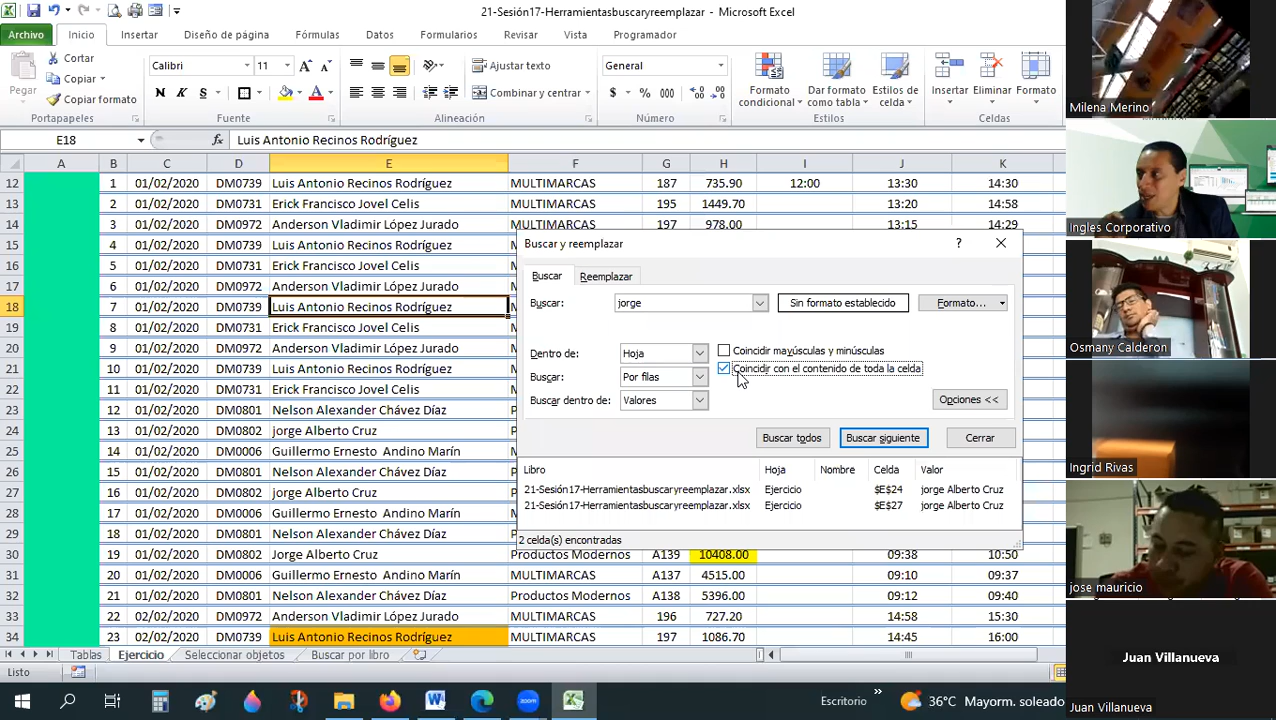 21-Sesión17-Herramientasbuscaryreemplazar - Microsoft Excel
Archivo Inicio Insertar Diseño de página Fórmulas Datos Formularios Revisar Vista Programador
Pegar
Cortar
Copiar
Copiar formato
Portapapeles
Calibri 11
N K S
Fuente
Ajustar texto
Combinar y centrar
Alineación
General
$ % 000
Número
Formato condicional
Dar formato como tabla
Estilos de celda
Estilos
Insertar Eliminar Formato
Celdas
E18 fx Luis Antonio Recinos Rodríguez
A B C D E F G H I J K
12 1 01/02/2020 DM0739 Luis Antonio Recinos Rodríguez MULTIMARCAS 187 735.90 12:00 13:30 14:30
13 2 01/02/2020 DM0731 Erick Francisco Jovel Celis MULTIMARCAS 195 1449.70 13:20 14:58
14 3 01/02/2020 DM0972 Anderson Vladimir López Jurado MULTIMARCAS 198 978.00 13:15 14:29
15 4 01/02/2020 DM0739 Luis Antonio Recinos Rodríguez
16 5 01/02/2020 DM0731 Erick Francisco Jovel Celis
17 6 01/02/2020 DM0972 Anderson Vladimir López Jurado
18 7 01/02/2020 DM0739 Luis Antonio Recinos Rodríguez
19 8 01/02/2020 DM0731 Erick Francisco Jovel Celis
20 9 01/02/2020 DM0972 Anderson Vladimir López Jurado
21 10 01/02/2020 DM0739 Luis Antonio Recinos Rodríguez
22 11 01/02/2020 DM0731 Erick Francisco Jovel Celis
23 12 01/02/2020 DM0801 Nelson Alexander Chávez Díaz
24 13 01/02/2020 DM0802 jorge Alberto Cruz
25 14 01/02/2020 DM0006 Guillermo Ernesto Andino Marín
26 15 01/02/2020 DM0801 Nelson Alexander Chávez Díaz
27 16 01/02/2020 DM0802 jorge Alberto Cruz
28 17 01/02/2020 DM0006 Guillermo Ernesto Andino Marín
29 18 01/02/2020 DM0801 Nelson Alexander Chávez Díaz
30 19 01/02/2020 DM0802 Jorge Alberto Cruz Productos Modernos A139 10408.00 09:38 10:50
31 20 01/02/2020 DM0006 Guillermo Ernesto Andino Marín MULTIMARCAS A137 4515.00 09:10 09:37
32 21 01/02/2020 DM0801 Nelson Alexander Chávez Díaz Productos Modernos A138 5396.00 09:12 09:40
33 22 01/02/2020 DM0972 Anderson Vladimir López Jurado MULTIMARCAS 196 727.20 14:58 15:30
34 23 02/02/2020 DM0739 Luis Antonio Recinos Rodríguez MULTIMARCAS 197 1086.70 14:45 16:00
Buscar y reemplazar ?
Buscar Reemplazar
Buscar: jorge Sin formato establecido Formato...
Dentro de: Hoja Coincidir mayúsculas y minúsculas
Coincidir con el contenido de toda la celda
Buscar: Por filas
Buscar dentro de: Valores Opciones <<
Buscar todos Buscar siguiente Cerrar
Libro Hoja Nombre Celda Valor
21-Sesión17-Herramientasbuscaryreemplazar.xlsx Ejercicio $E$24 jorge Alberto Cruz
21-Sesión17-Herramientasbuscaryreemplazar.xlsx Ejercicio $E$27 jorge Alberto Cruz
2 celda(s) encontradas
Tablas Ejercicio Seleccionar objetos Buscar por libro
Listo
Escritorio » 36°C Mayorm. soleado
Milena Merino
Ingles Corporativo
Osmany Calderon
Ingrid Rivas
jose mauricio
Juan Villanueva
Juan Villanueva